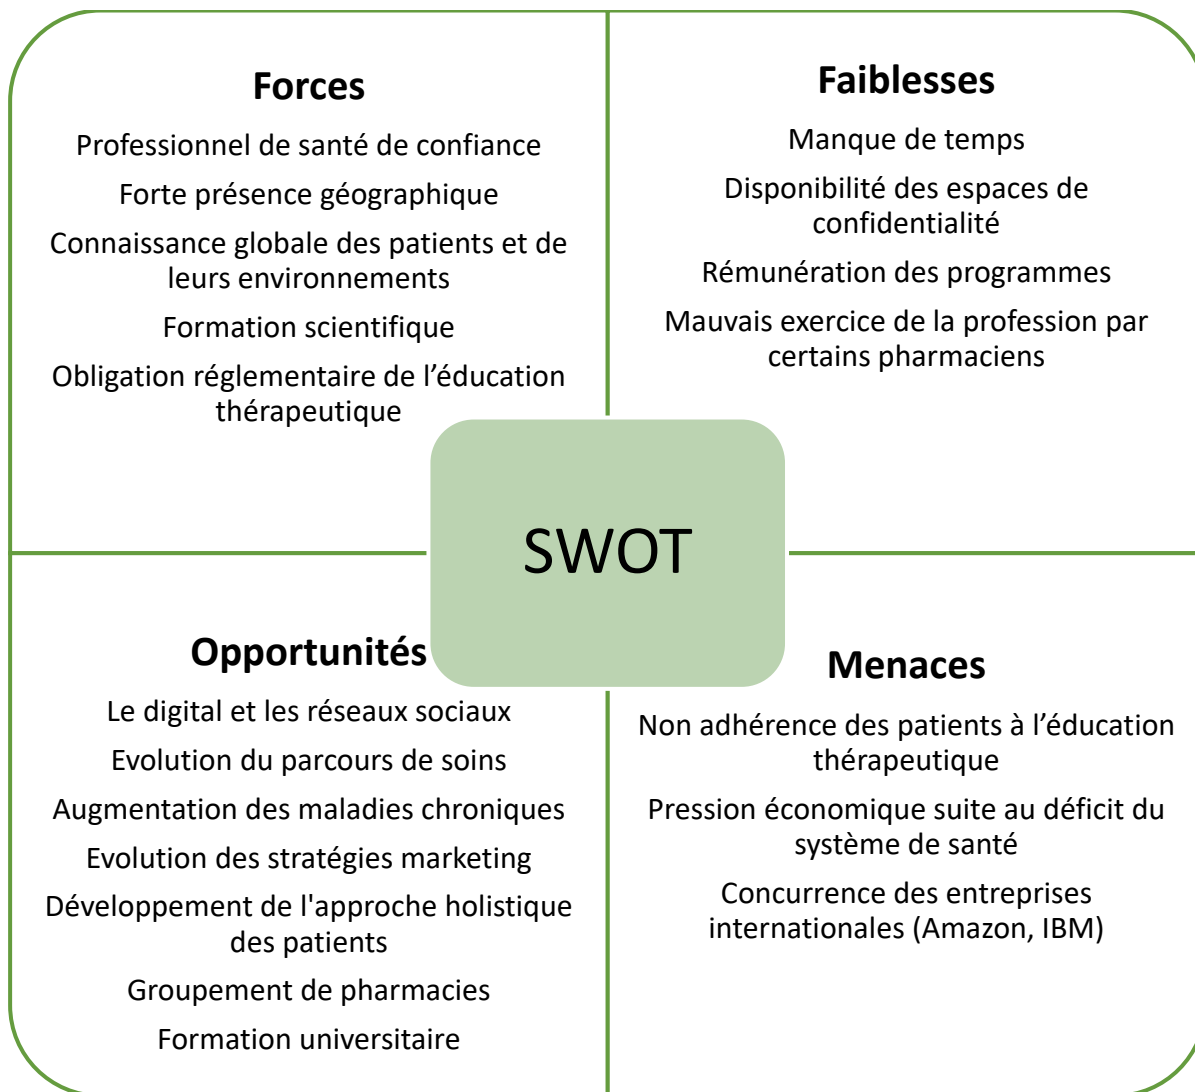 Forces
Professionnel de santé de confiance
Forte présence géographique
Connaissance globale des patients et de
leurs environnements
Formation scientifique
Obligation réglementaire de l’éducation
thérapeutique
Faiblesses
Manque de temps
Disponibilité des espaces de
confidentialité
Rémunération des programmes
Mauvais exercice de la profession par
certains pharmaciens
SWOT
Opportunités
Le digital et les réseaux sociaux
Evolution du parcours de soins
Augmentation des maladies chroniques
Evolution des stratégies marketing
Développement de l'approche holistique
des patients
Groupement de pharmacies
Formation universitaire
Menaces
Non adhérence des patients à l’éducation
thérapeutique
Pression économique suite au déficit du
système de santé
Concurrence des entreprises
internationales (Amazon, IBM)